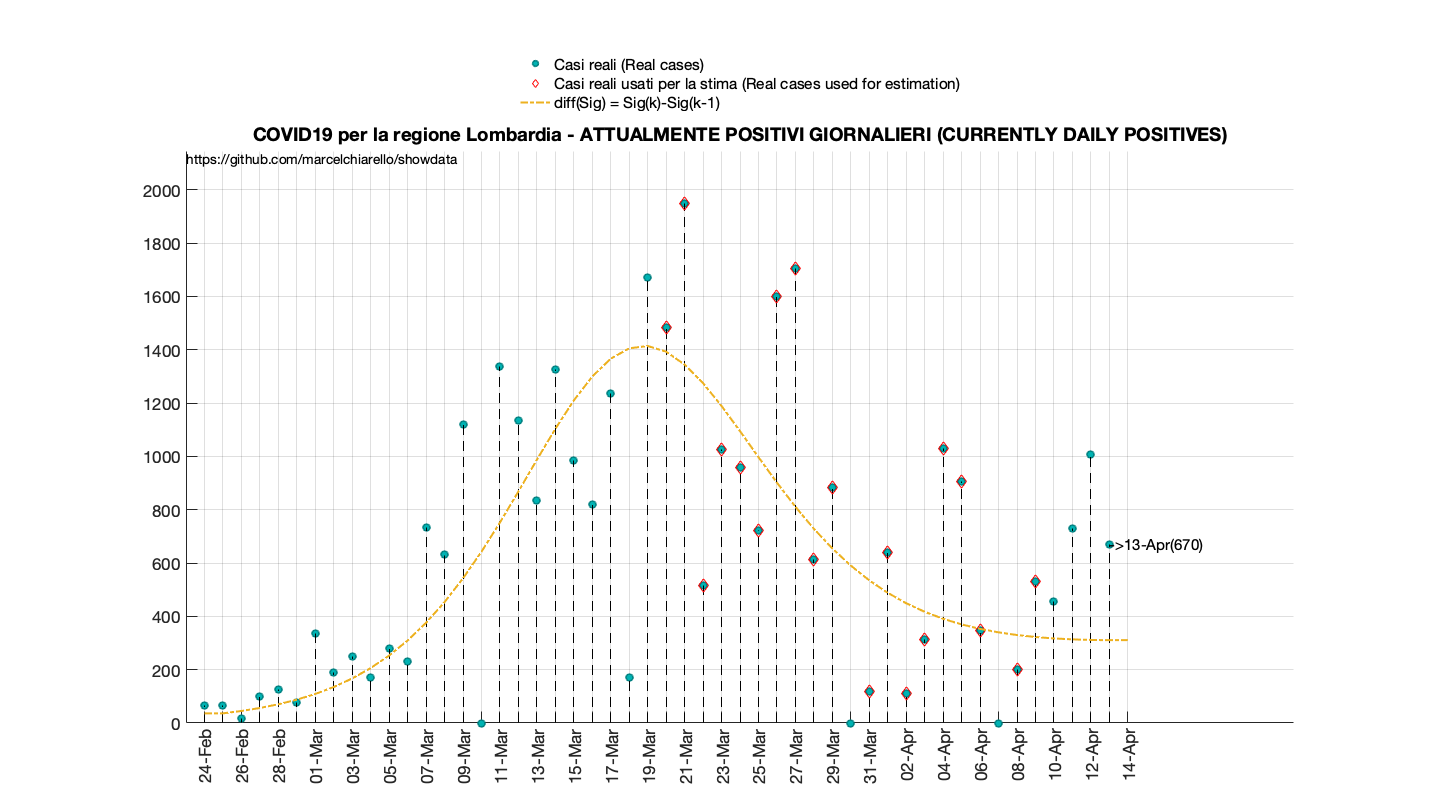 Casi reali (Real cases)
Casi reali usati per la stima (Real cases used for estimation)
diff(Sig) = Sig(k)-Sig(k-1)
COVID19 per la regione Lombardia - ATTUALMENTE POSITIVI GIORNALIERI (CURRENTLY DAILY POSITIVES)
https://github.com/marcelchiarello/showdata
2000
1800
1600
1400
1200
1000
800
600
400
200
0
->13-Apr(670)
24-Feb
26-Feb
28-Feb
01-Mar
03-Mar
05-Mar
07-Mar
09-Mar
11-Mar
13-Mar
15-Mar
17-Mar
19-Mar
21-Mar
23-Mar
25-Mar
27-Mar
29-Mar
31-Mar
02-Apr
04-Apr
06-Apr
08-Apr
10-Apr
12-Apr
14-Apr